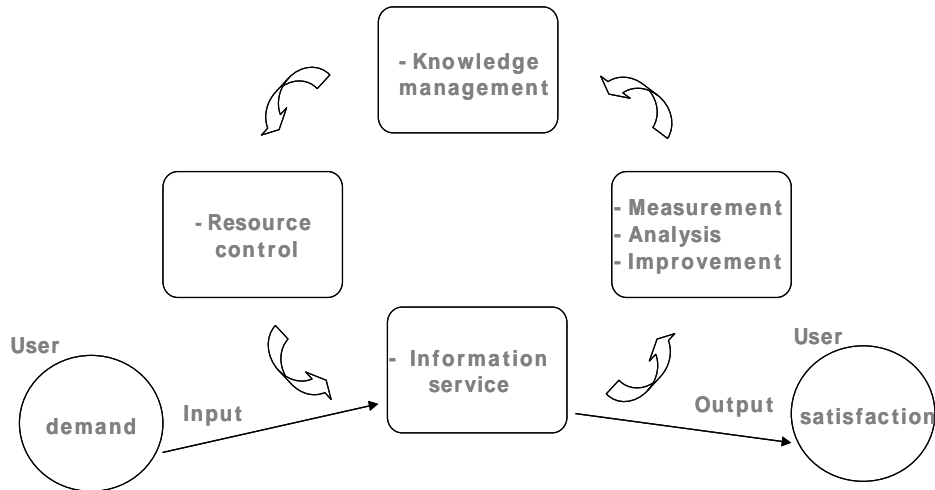 - Knowledge
management
- Resource
control
- Measurement
- Analysis
- Improvement
User
demand
Input
- Information
service
Output
User
satisfaction